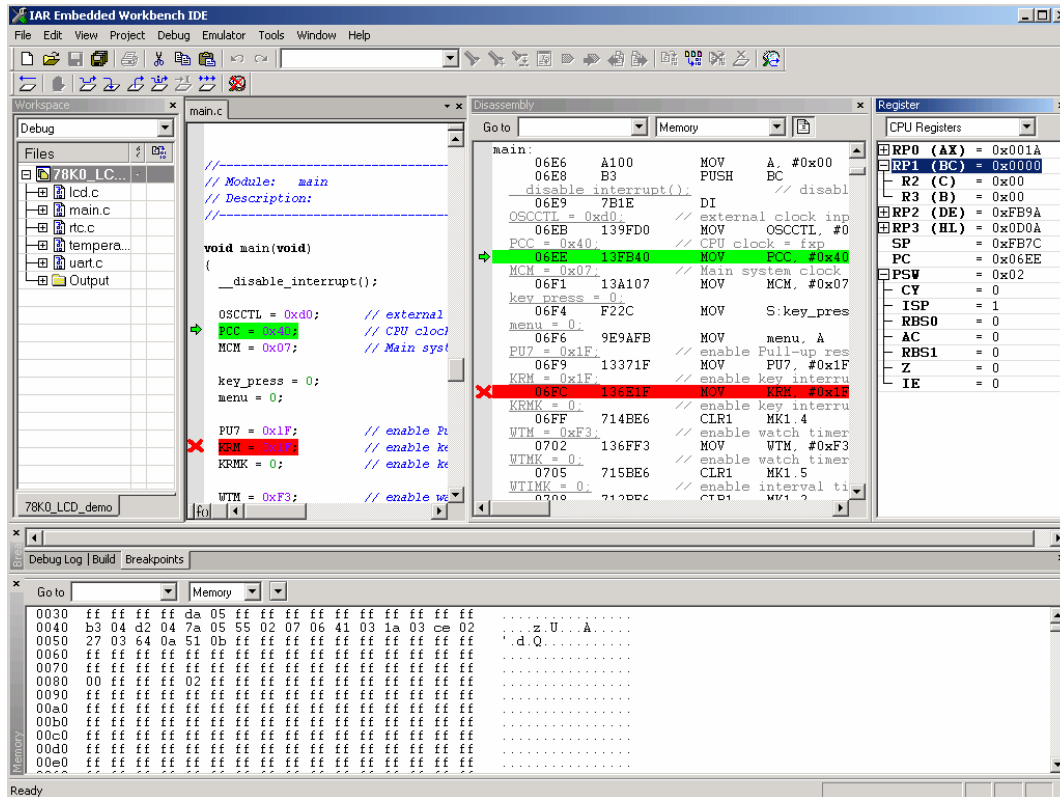 IAR Embedded Workbench IDE
File Edit View Project Debug Emulator Tools Window Help
Workspace
Debug
Files
78K0_LC...
lcd.c
main.c
rtc.c
tempera...
uart.c
Output
78K0_LCD_demo
main.c
//
// Module: main
// Description:
//
void main(void)
{
__disable_interrupt();
OSCCTL = 0xd0; // external
PCC = 0x40; // CPU clock
MCM = 0x07; // Main syst
key_press = 0;
menu = 0;
PU7 = 0x1F; // enable Pu
KRM = 0x1F; // enable ke
KRMK = 0; // enable ke
WTM = 0xF3; // enable wa
f()
Disassembly
Go to Memory
main:
06E6 A100 MOV A, #0x00
06E8 B3 PUSH BC
__disable_interrupt(); // disabl
06E9 7B1E DI
OSCCTL = 0xd0; // external clock inp
06EB 139FD0 MOV OSCCTL, #0
PCC = 0x40; // CPU clock = fxp
06EE 13FB40 MOV PCC, #0x40
MCM = 0x07; // Main system clock
06F1 13A107 MOV MCM, #0x07
key_press = 0;
06F4 F22C MOV S:key_pres
menu = 0;
06F6 9E9AFB MOV menu, A
PU7 = 0x1F; // enable Pull-up res
06F9 13371F MOV PU7, #0x1F
KRM = 0x1F; // enable key interru
06FC 136E1F MOV KRM, #0x1F
KRMK = 0; // enable key interru
06FF 714BE6 CLR1 MK1.4
WTM = 0xF3; // enable watch timer
0702 136FF3 MOV WTM, #0xF3
WTMK = 0; // enable watch timer
0705 715BE6 CLR1 MK1.5
WTIMK = 0; // enable interval ti
0708 712BE6 CLR1 MK1.2
Register
CPU Registers
RP0 (AX) = 0x001A
RP1 (BC) = 0x0000
R2 (C) = 0x00
R3 (B) = 0x00
RP2 (DE) = 0xFB9A
RP3 (HL) = 0x0D0A
SP = 0xFB7C
PC = 0x06EE
PSW = 0x02
CY = 0
ISP = 1
RBS0 = 0
AC = 0
RBS1 = 0
Z = 0
IE = 0
Debug Log Build Breakpoints
Go to Memory
0030 ff ff ff ff da 05 ff ff ff ff ff ff ff ff ff ff ................
0040 b3 04 d2 04 7a 05 55 02 07 06 41 03 1a 03 ce 02 ....z.U...A.....
0050 27 03 64 0a 51 0b ff ff ff ff ff ff ff ff ff ff '.d.Q...........
0060 ff ff ff ff ff ff ff ff ff ff ff ff ff ff ff ff ................
0070 ff ff ff ff ff ff ff ff ff ff ff ff ff ff ff ff ................
0080 00 ff ff ff 02 ff ff ff ff ff ff ff ff ff ff ff ................
0090 ff ff ff ff ff ff ff ff ff ff ff ff ff ff ff ff ................
00a0 ff ff ff ff ff ff ff ff ff ff ff ff ff ff ff ff ................
00b0 ff ff ff ff ff ff ff ff ff ff ff ff ff ff ff ff ................
00c0 ff ff ff ff ff ff ff ff ff ff ff ff ff ff ff ff ................
00d0 ff ff ff ff ff ff ff ff ff ff ff ff ff ff ff ff ................
00e0 ff ff ff ff ff ff ff ff ff ff ff ff ff ff ff ff ................
Memory
Ready